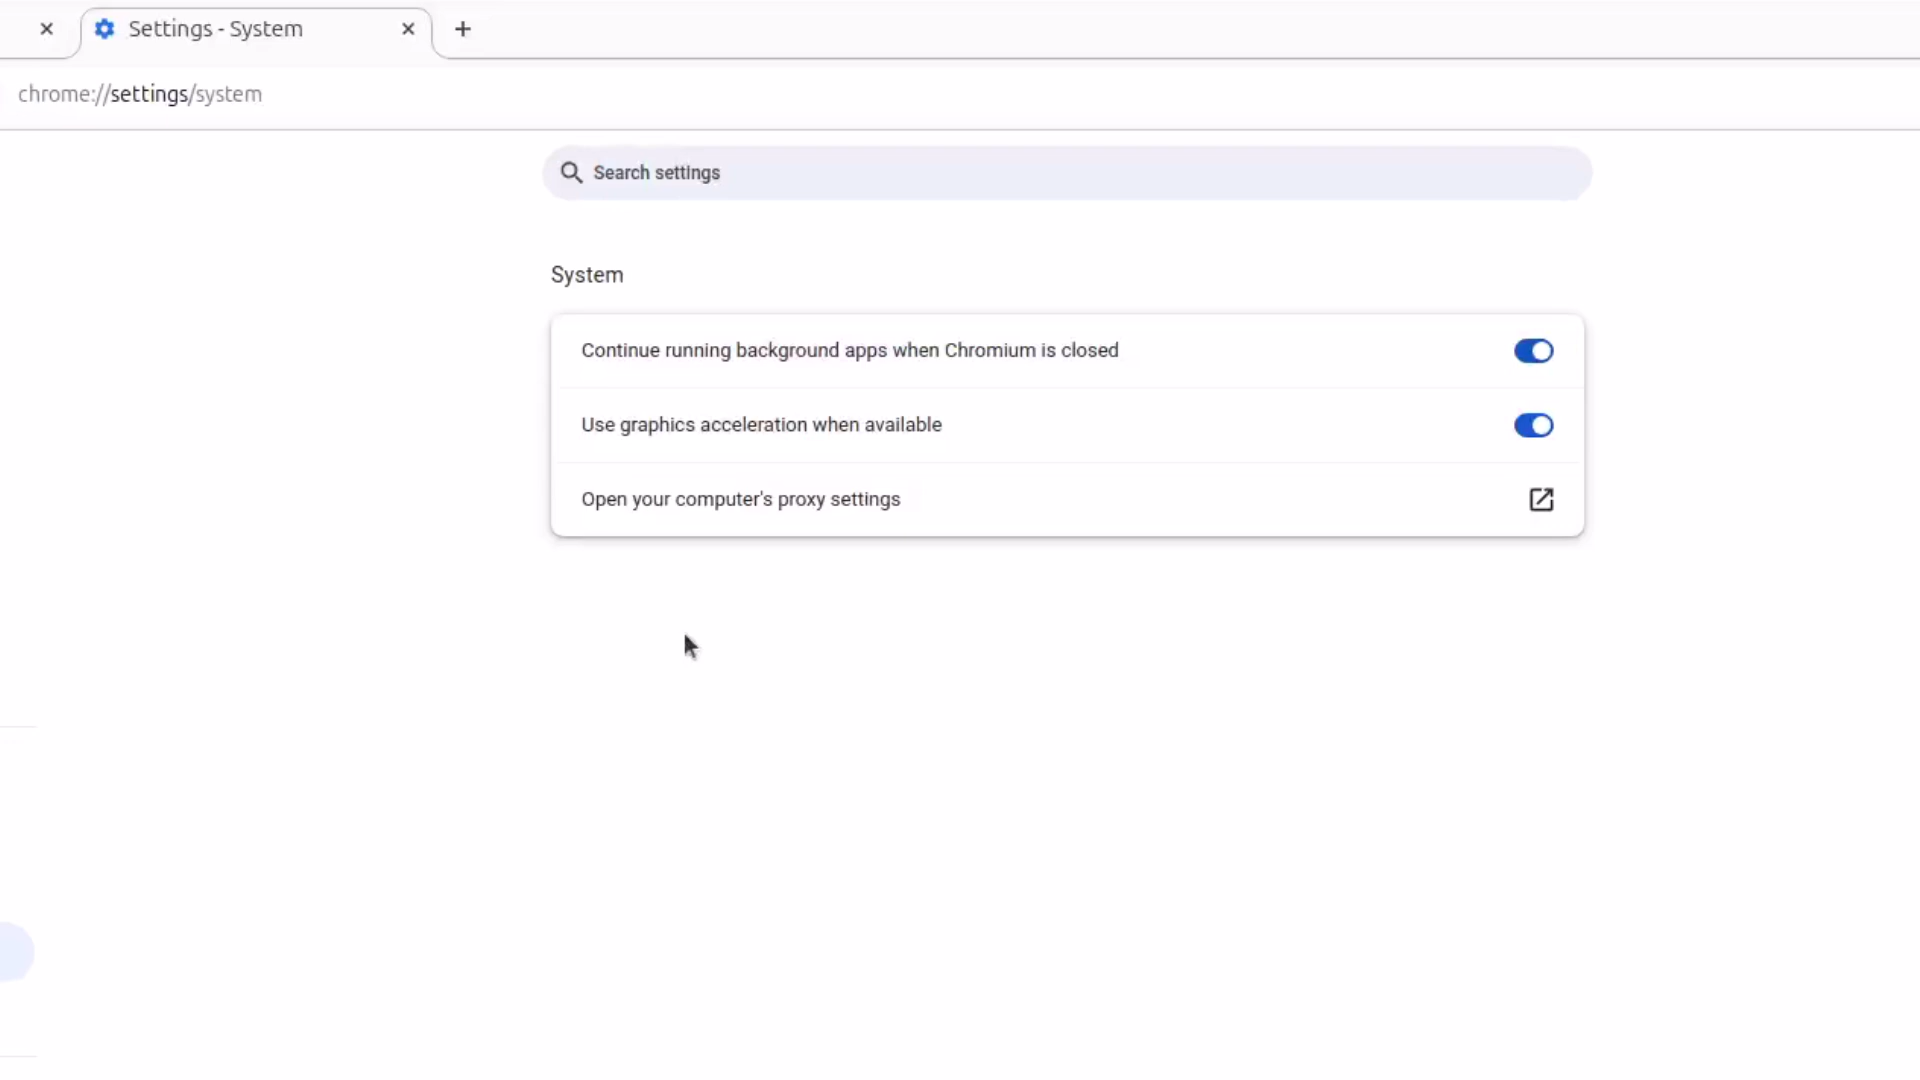 Settings - System
chrome://settings/system
Search settings
System
Continue running background apps when Chromium is closed
Use graphics acceleration when available
Open your computer's proxy settings